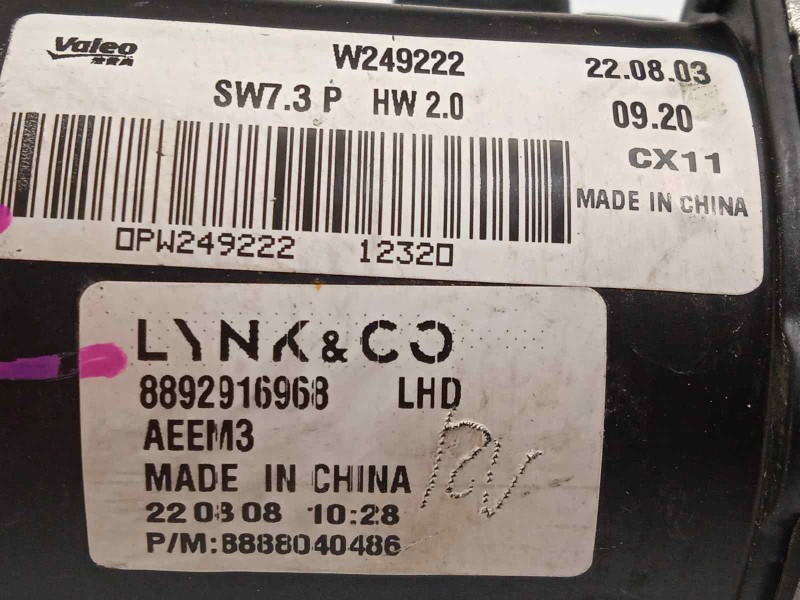 Valeo
W249222
22.08.03
SW7.3 P HW 2.0
09.20
CX11
MADE IN CHINA
0PW249222 12320
LYNK & CO
8892916968 LHD
AEEM3
MADE IN CHINA
22 08 08 10:28
P/M:8888040486